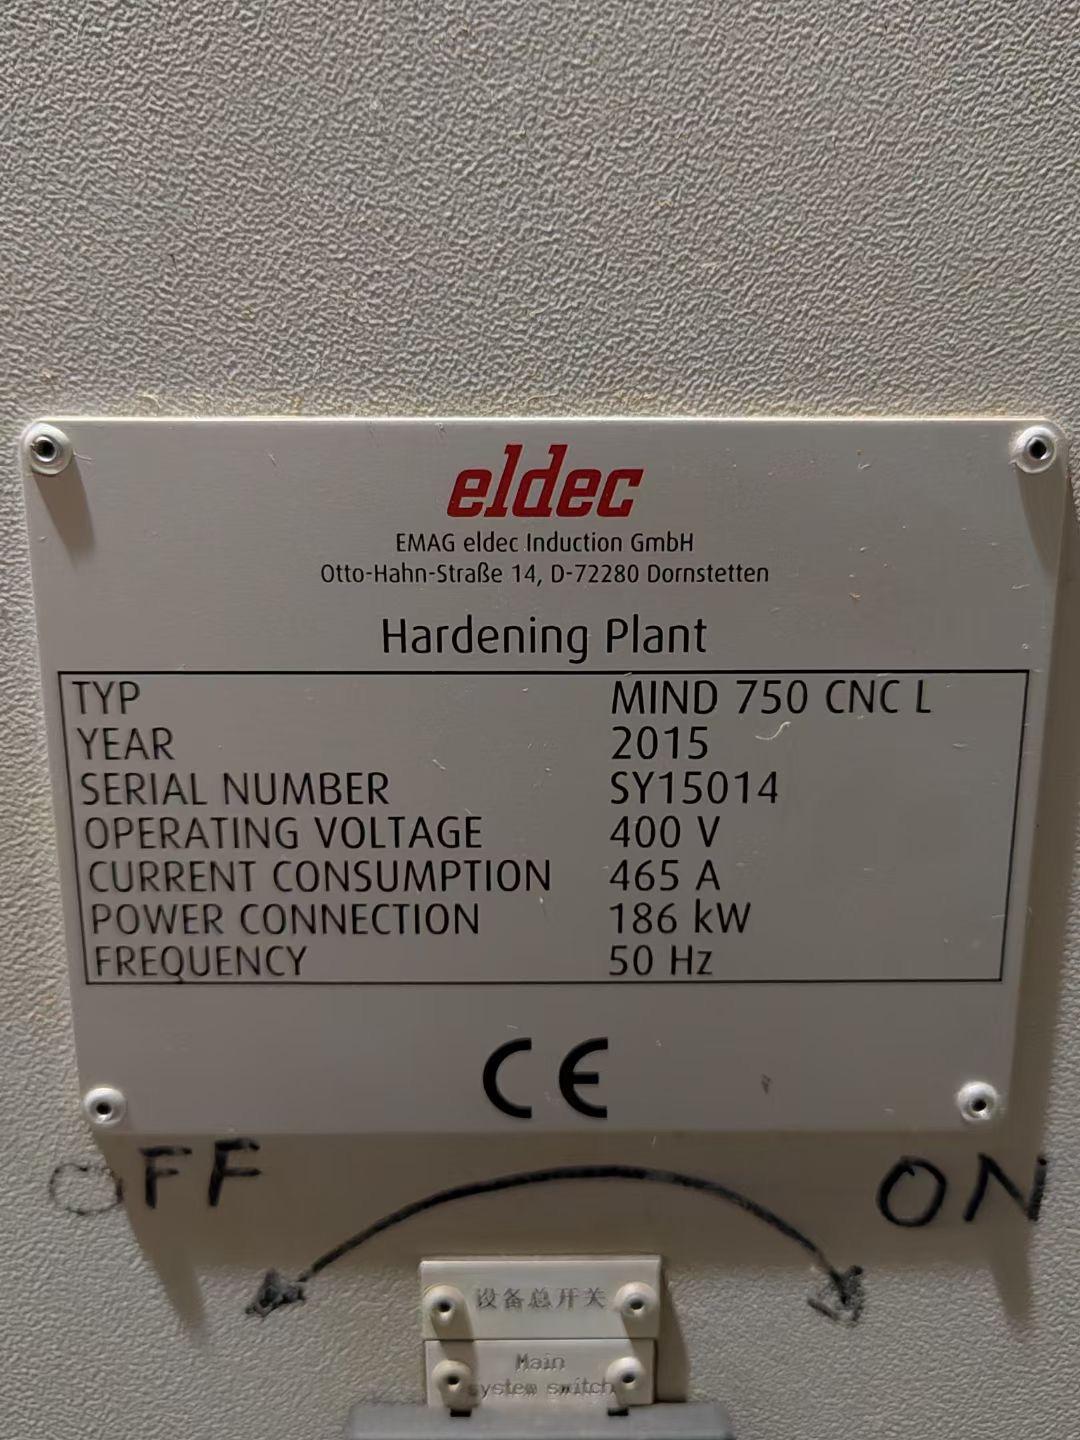 eldec
EMAG eldec Induction GmbH
Otto-Hahn-Straße 14, D-72280 Dornstetten
Hardening Plant
TYP MIND 750 CNC L
YEAR 2015
SERIAL NUMBER SY15014
OPERATING VOLTAGE 400 V
CURRENT CONSUMPTION 465 A
POWER CONNECTION 186 kW
FREQUENCY 50 Hz
CE
OFF ON
设备总开关
Main
system switch